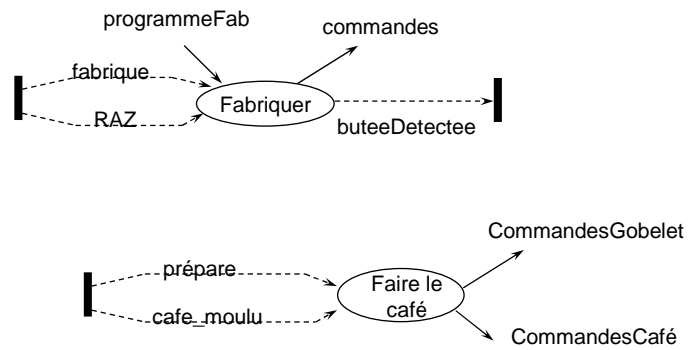 programmeFab
commandes
fabrique
Fabriquer
RAZ
buteeDetectee
CommandesGobelet
prépare
Faire le
café
cafe_moulu
CommandesCafé